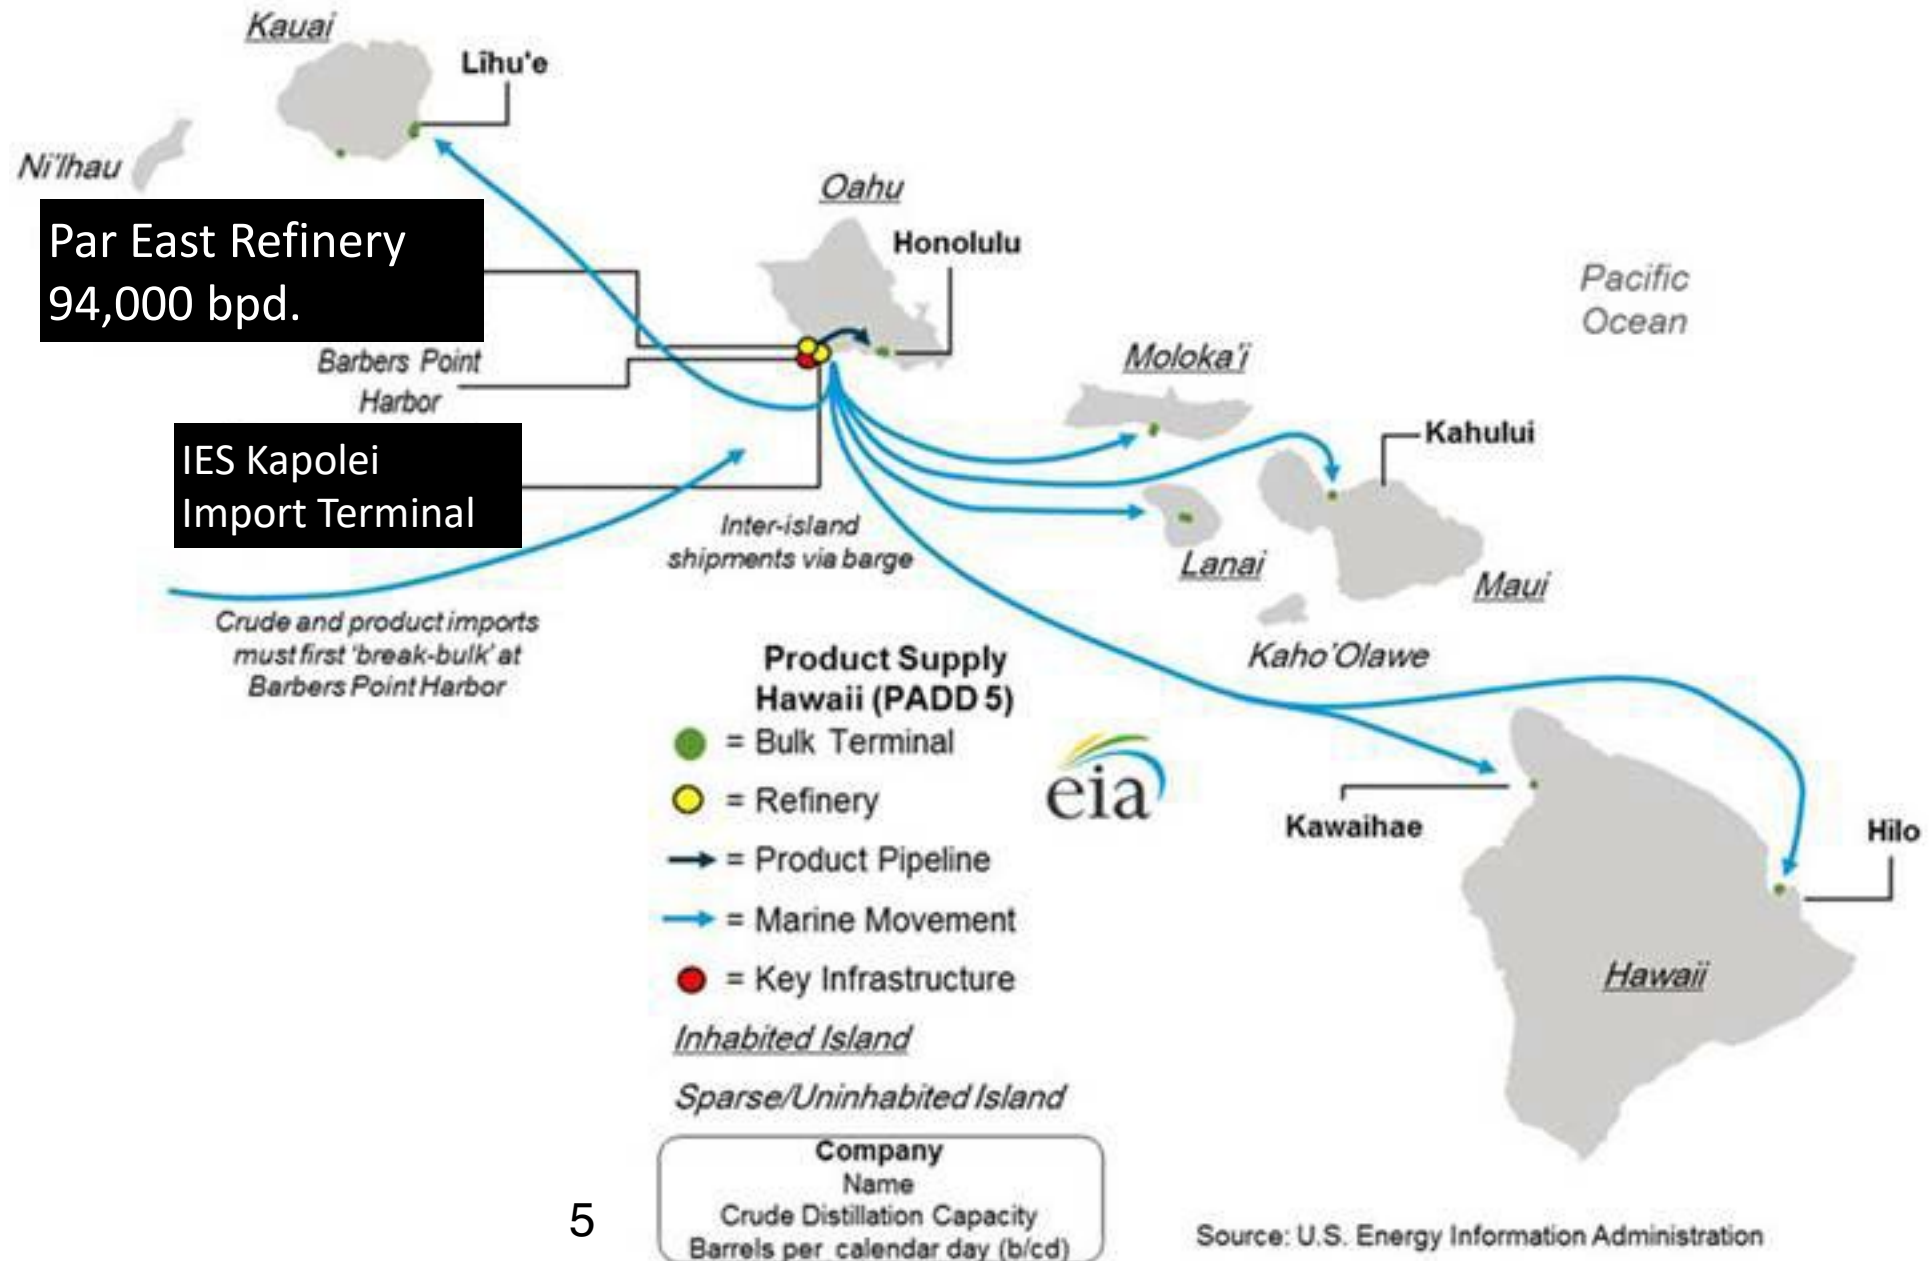 Kauai
Lîhu'e
Ni'lhau
Oahu
Par East Refinery
94,000 bpd.
Honolulu
Pacific
Ocean
Barbers Point
Harbor
Moloka'i
IES Kapolei
Import Terminal
Kahului
Inter-island
shipments via barge
Lanai
Maui
Crude and product imports
must first 'break-bulk' at
Barbers Point Harbor
Kaho'Olawe
Product Supply
Hawaii (PADD 5)
= Bulk Terminal
= Refinery
= Product Pipeline
= Marine Movement
= Key Infrastructure
Inhabited Island
Sparse/Uninhabited Island
eia
Kawaihae
Hilo
Hawaii
Company
Name
Crude Distillation Capacity
Barrels per calendar day (b/cd)
5
Source: U.S. Energy Information Administration